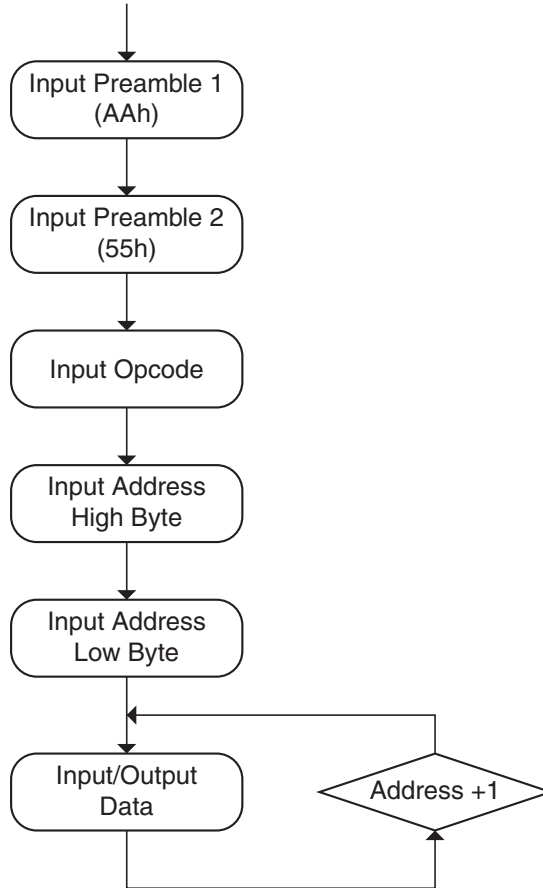 Input Preamble 1
(AAh)
Input Preamble 2
(55h)
Input Opcode
Input Address
High Byte
Input Address
Low Byte
Input/Output
Data
Address +1